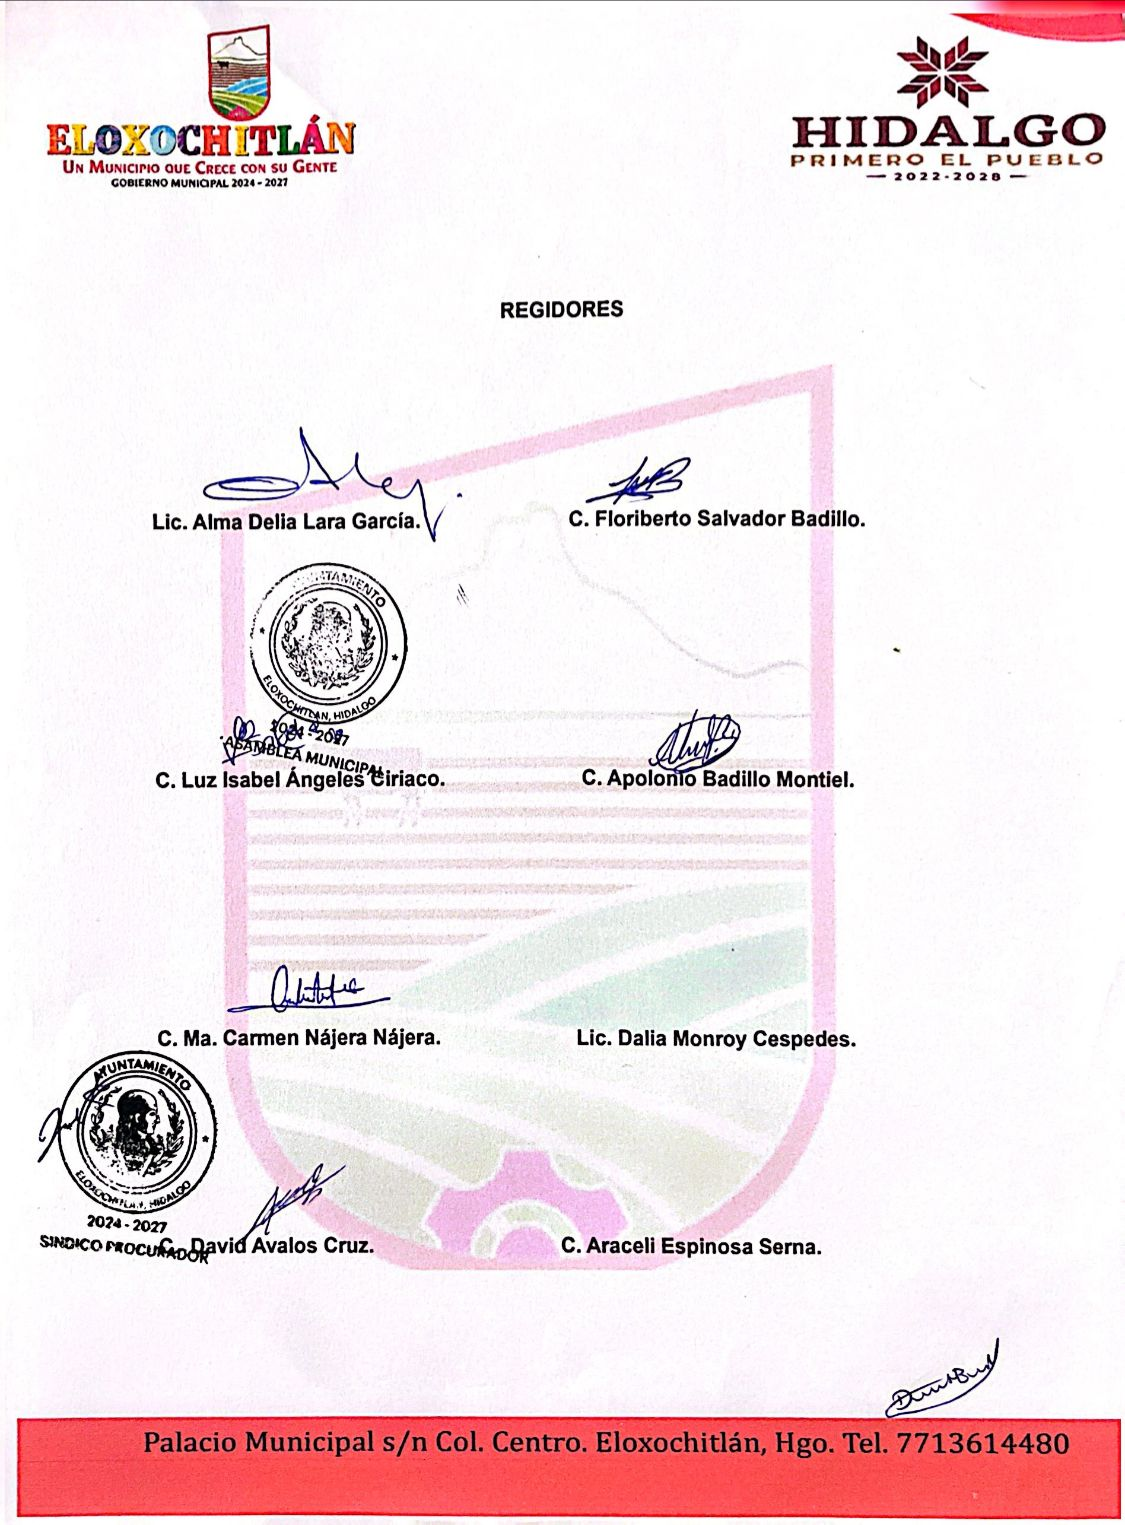 ELOXOCHITLÁN
UN MUNICIPIO QUE CRECE CON SU GENTE
GOBIERNO MUNICIPAL 2024 - 2027
HIDALGO
PRIMERO EL PUEBLO
2022-2028
REGIDORES
Lic. Alma Delia Lara García.
C. Floriberto Salvador Badillo.
AYUNTAMIENTO
ELOXOCHITLÁN, HIDALGO
2024 - 2027
ASAMBLEA MUNICIPAL
C. Luz Isabel Ángeles Ciriaco.
C. Apolonio Badillo Montiel.
C. Ma. Carmen Nájera Nájera.
Lic. Dalia Monroy Cespedes.
AYUNTAMIENTO
ELOXOCHITLAN, HIDALGO
2024 - 2027
SINDICO PROCURADOR
C. David Avalos Cruz.
C. Araceli Espinosa Serna.
Palacio Municipal s/n Col. Centro. Eloxochitlán, Hgo. Tel. 7713614480